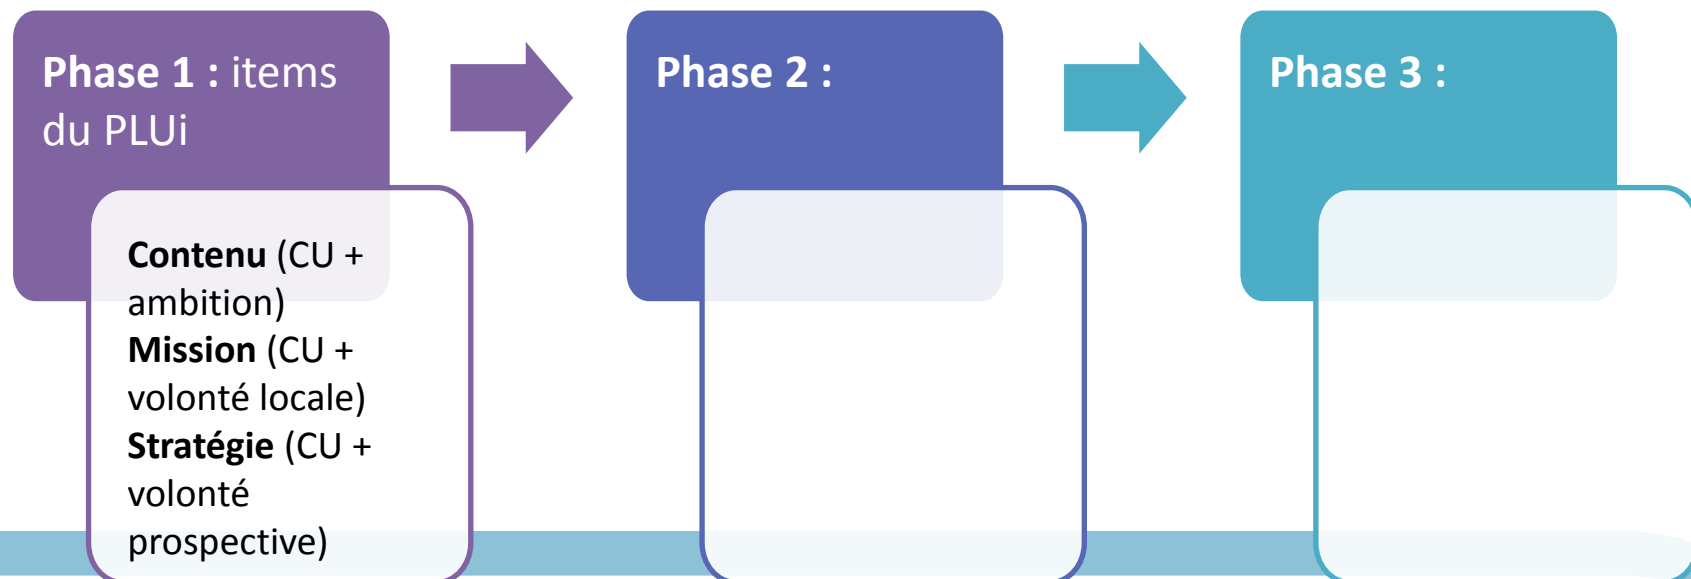 Phase 1 : items
du PLUi
Contenu (CU +
ambition)
Mission (CU +
volonté locale)
Stratégie (CU +
volonté
prospective)
Phase 2 :
Phase 3 :